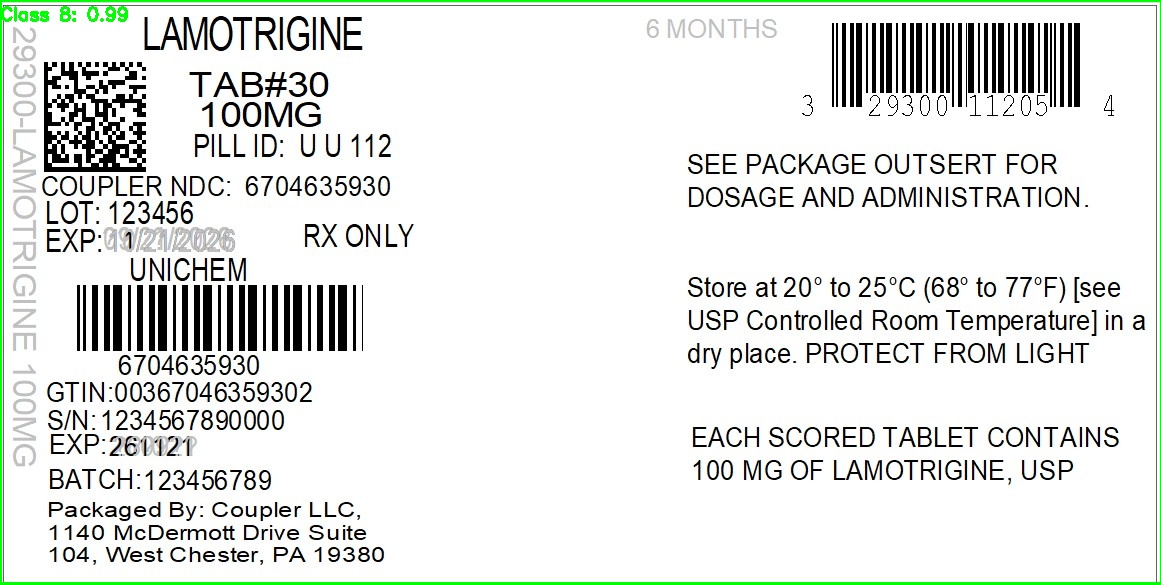 Class 8: 0.99
LAMOTRIGINE
TAB#30
100MG
PILL ID: U U 112
COUPLER NDC: 6704635930
LOT: 123456
EXP:
RX ONLY
UNICHEM
6704635930
GTIN:00367046359302
S/N: 1234567890000
EXP:
BATCH:123456789
Packaged By: Coupler LLC,
1140 McDermott Drive Suite
104, West Chester, PA 19380
29300-LAMOTRIGINE 100MG
6 MONTHS
3 29300 11205 4
SEE PACKAGE OUTSERT FOR
DOSAGE AND ADMINISTRATION.
Store at 20° to 25°C (68° to 77°F) [see
USP Controlled Room Temperature] in a
dry place. PROTECT FROM LIGHT
EACH SCORED TABLET CONTAINS
100 MG OF LAMOTRIGINE, USP